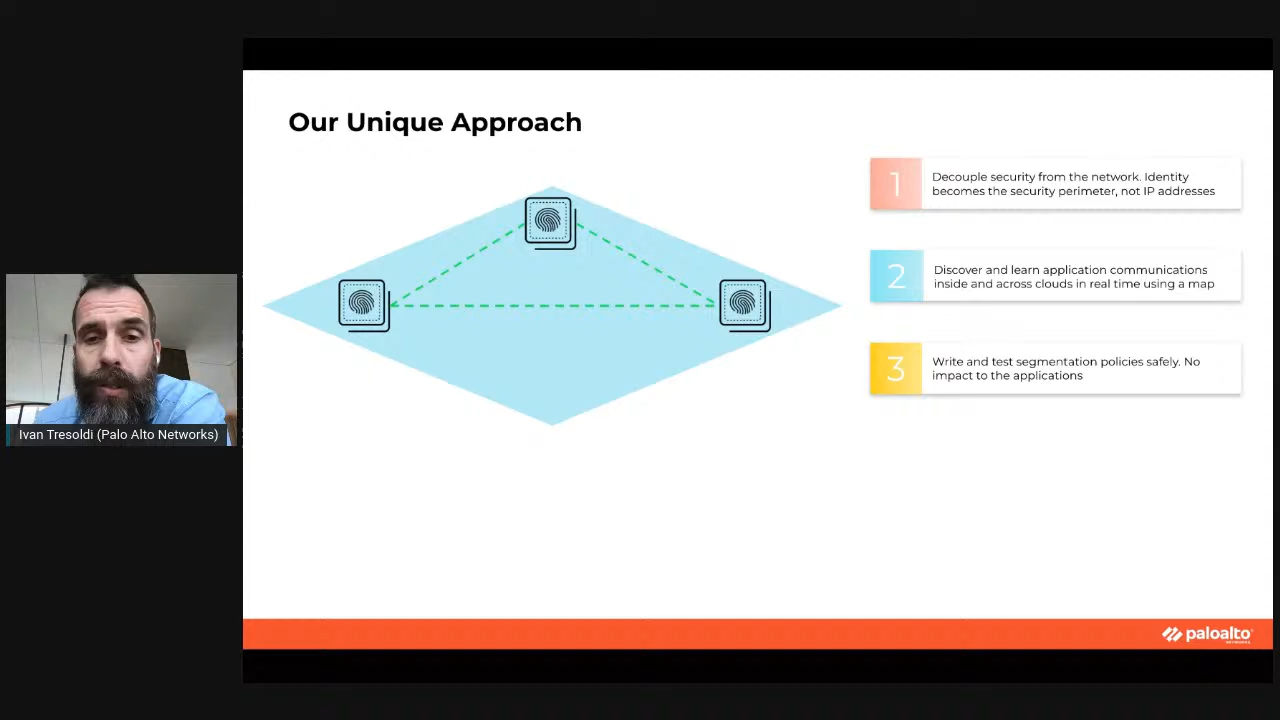 Our Unique Approach
1
Decouple security from the network. Identity
becomes the security perimeter, not IP addresses
2
Discover and learn application communications
inside and across clouds in real time using a map
3
Write and test segmentation policies safely. No
impact to the applications
Ivan Tresoldi (Palo Alto Networks)
paloalto
NETWORKS